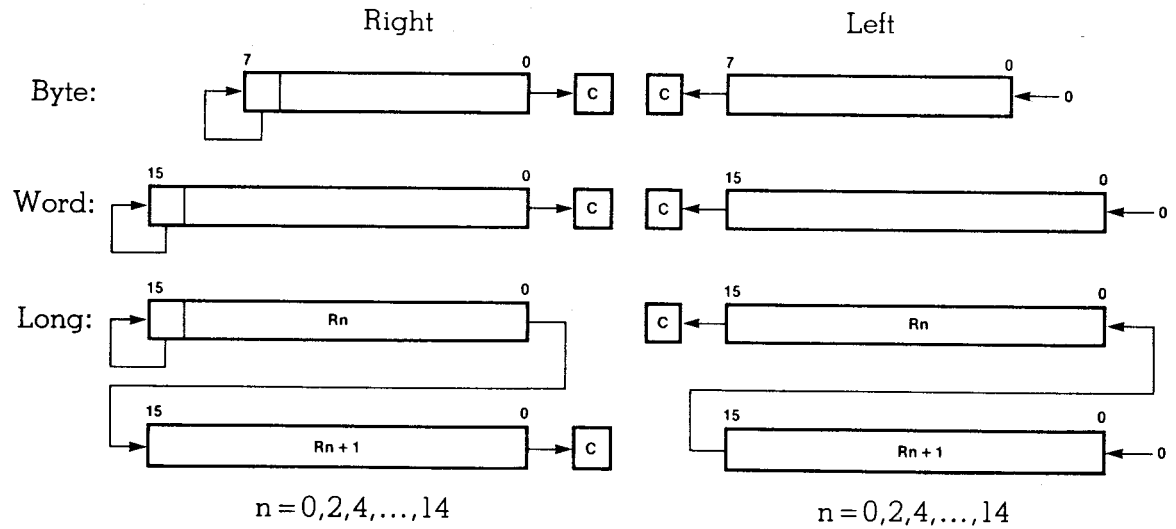 Right Left
7 0 7 0
Byte: C C 0
15 0 15 0
Word: C C 0
15 0 15 0
Long: Rn C Rn
15 0 15 0
Rn + 1 C Rn + 1 0
n = 0,2,4,...,14 n = 0,2,4,...,14